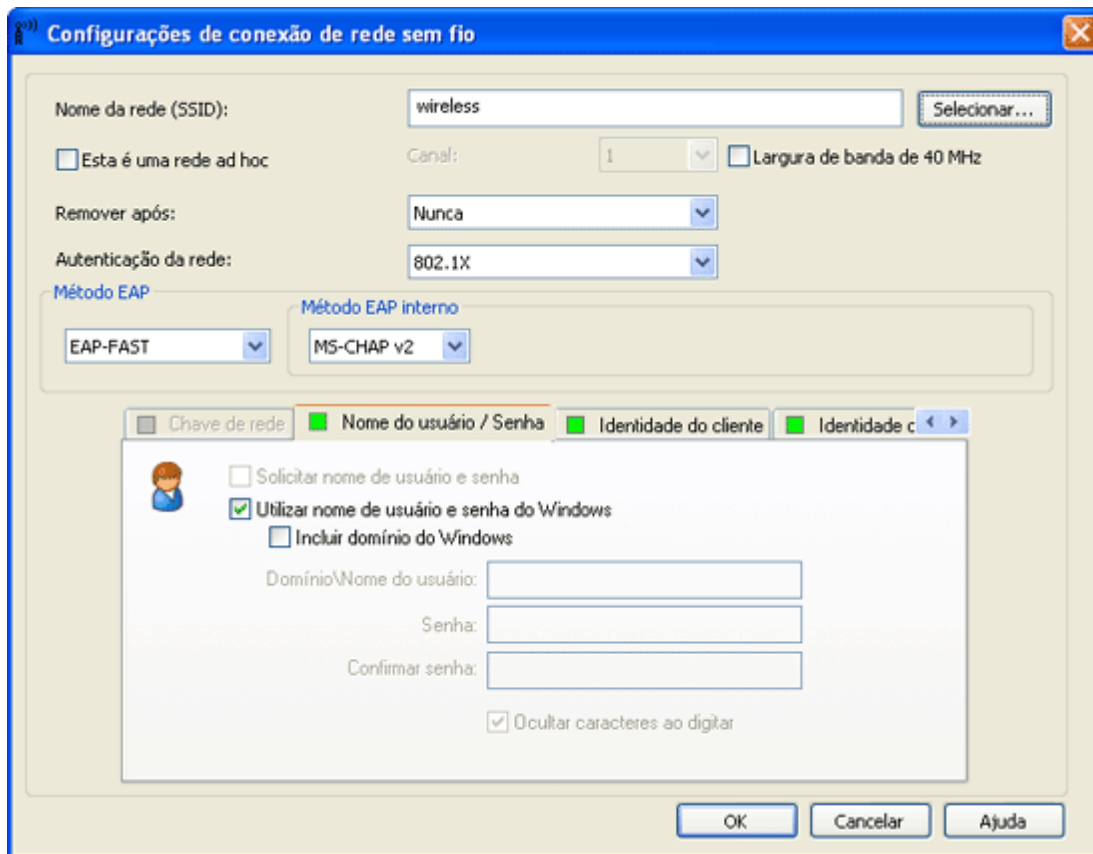 Configurações de conexão de rede sem fio
Nome da rede (SSID): wireless Selecionar...
Esta é uma rede ad hoc Canal: 1 Largura de banda de 40 MHz
Remover após: Nunca
Autenticação da rede: 802.1X
Método EAP
Método EAP interno
EAP-FAST MS-CHAP v2
Chave de rede Nome do usuário / Senha Identidade do cliente Identidade c
Solicitar nome de usuário e senha
Utilizar nome de usuário e senha do Windows
Incluir domínio do Windows
Domínio\Nome do usuário:
Senha:
Confirmar senha:
Ocultar caracteres ao digitar
OK Cancelar Ajuda